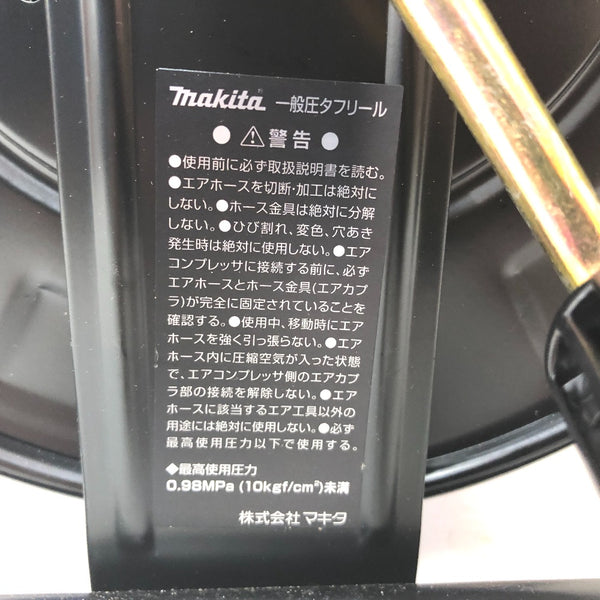 makita 一般圧タフリール
● ⚠警告 ●
●使用前に必ず取扱説明書を読む。
●エアホースを切断・加工は絶対に
しない。●ホース金具は絶対に分解
しない。●ひび割れ、変色、穴あき
発生時は絶対に使用しない。●エア
コンプレッサに接続する前に、必ず
エアホースとホース金具(エアカプ
ラ)が完全に固定されていることを
確認する。●使用中、移動時にエア
ホースを強く引っ張らない。●エア
ホース内に圧縮空気が入った状態
で、エアコンプレッサ側のエアカプ
ラ部の接続を解除しない。●エア
ホースに該当するエア工具以外の
用途には絶対に使用しない。●必ず
最高使用圧力以下で使用する。
◆最高使用圧力
0.98MPa (10kgf/cm²)未満
株式会社 マキタ